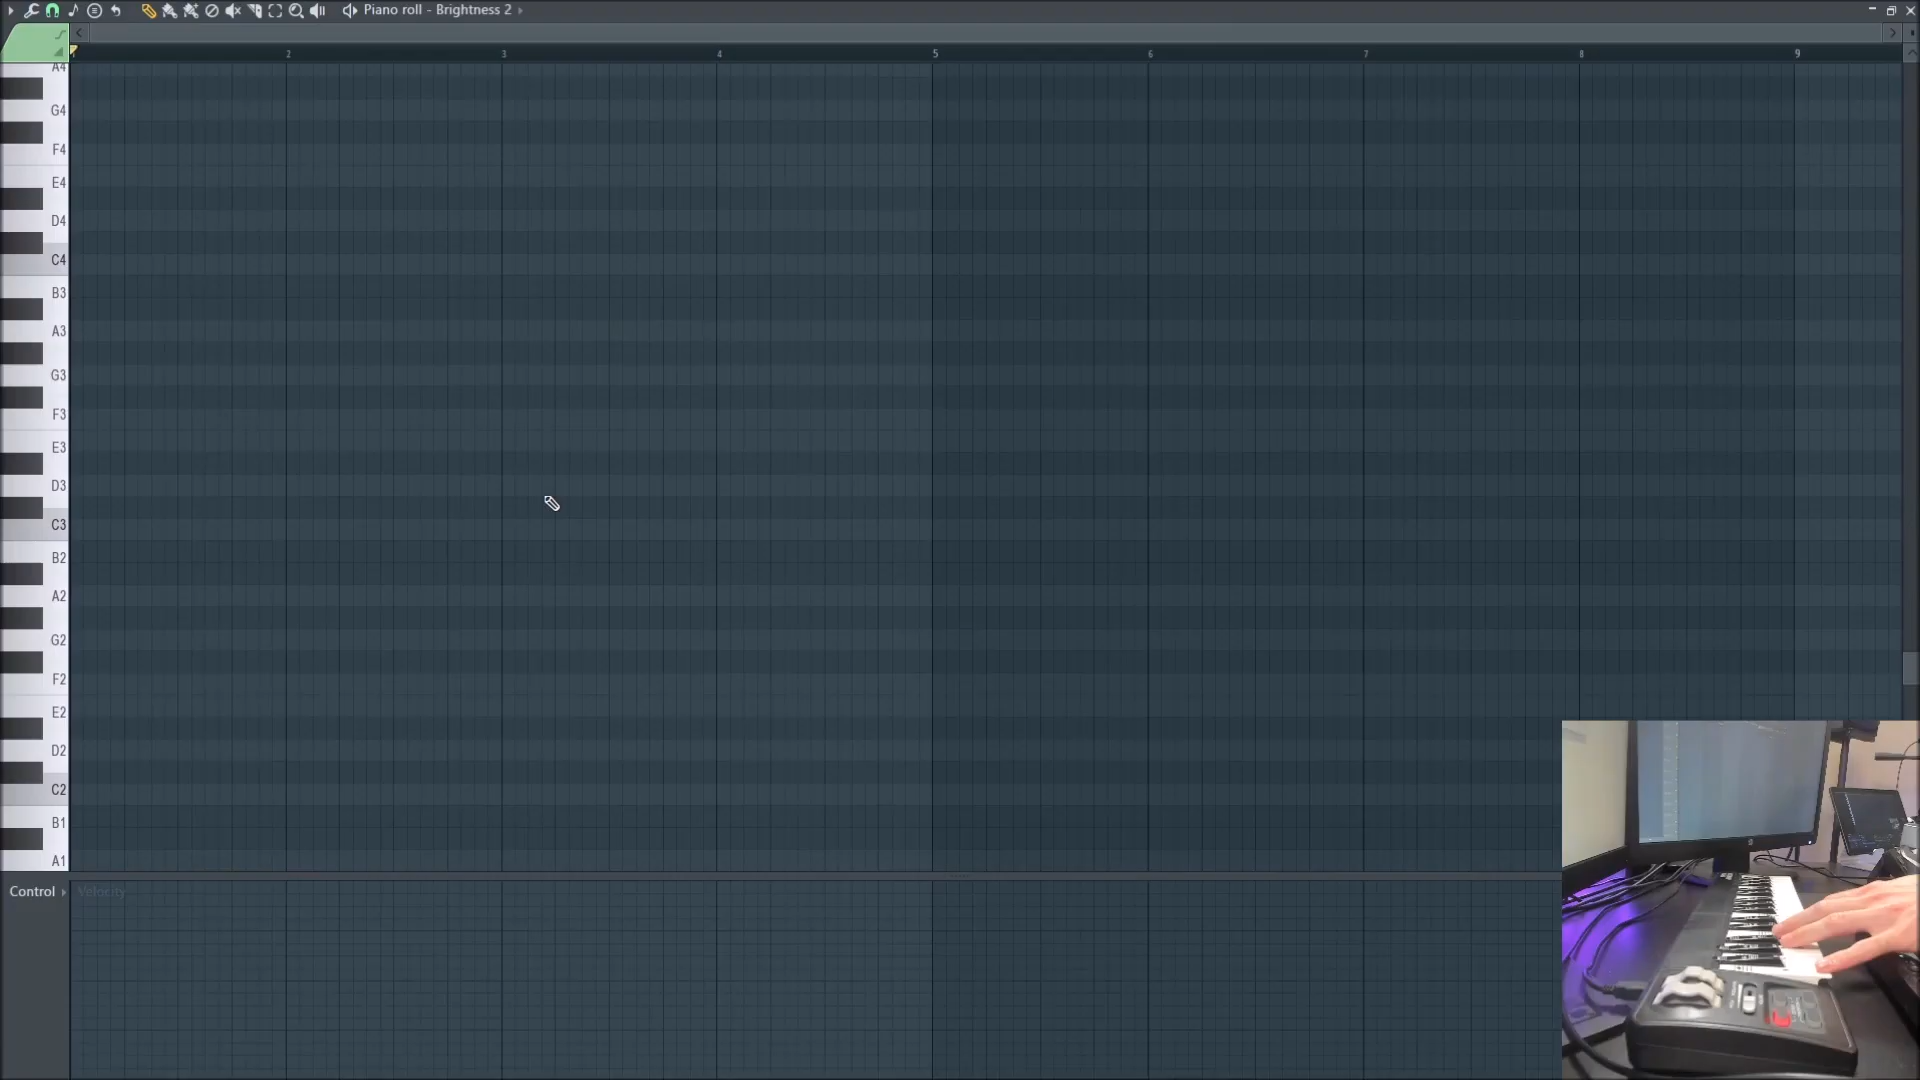 Piano roll - Brightness 2
2 3 4 5 6 7 8 9
A4
G4
F4
E4
D4
C4
B3
A3
G3
F3
E3
D3
C3
B2
A2
G2
F2
E2
D2
C2
B1
A1
Control
Velocity